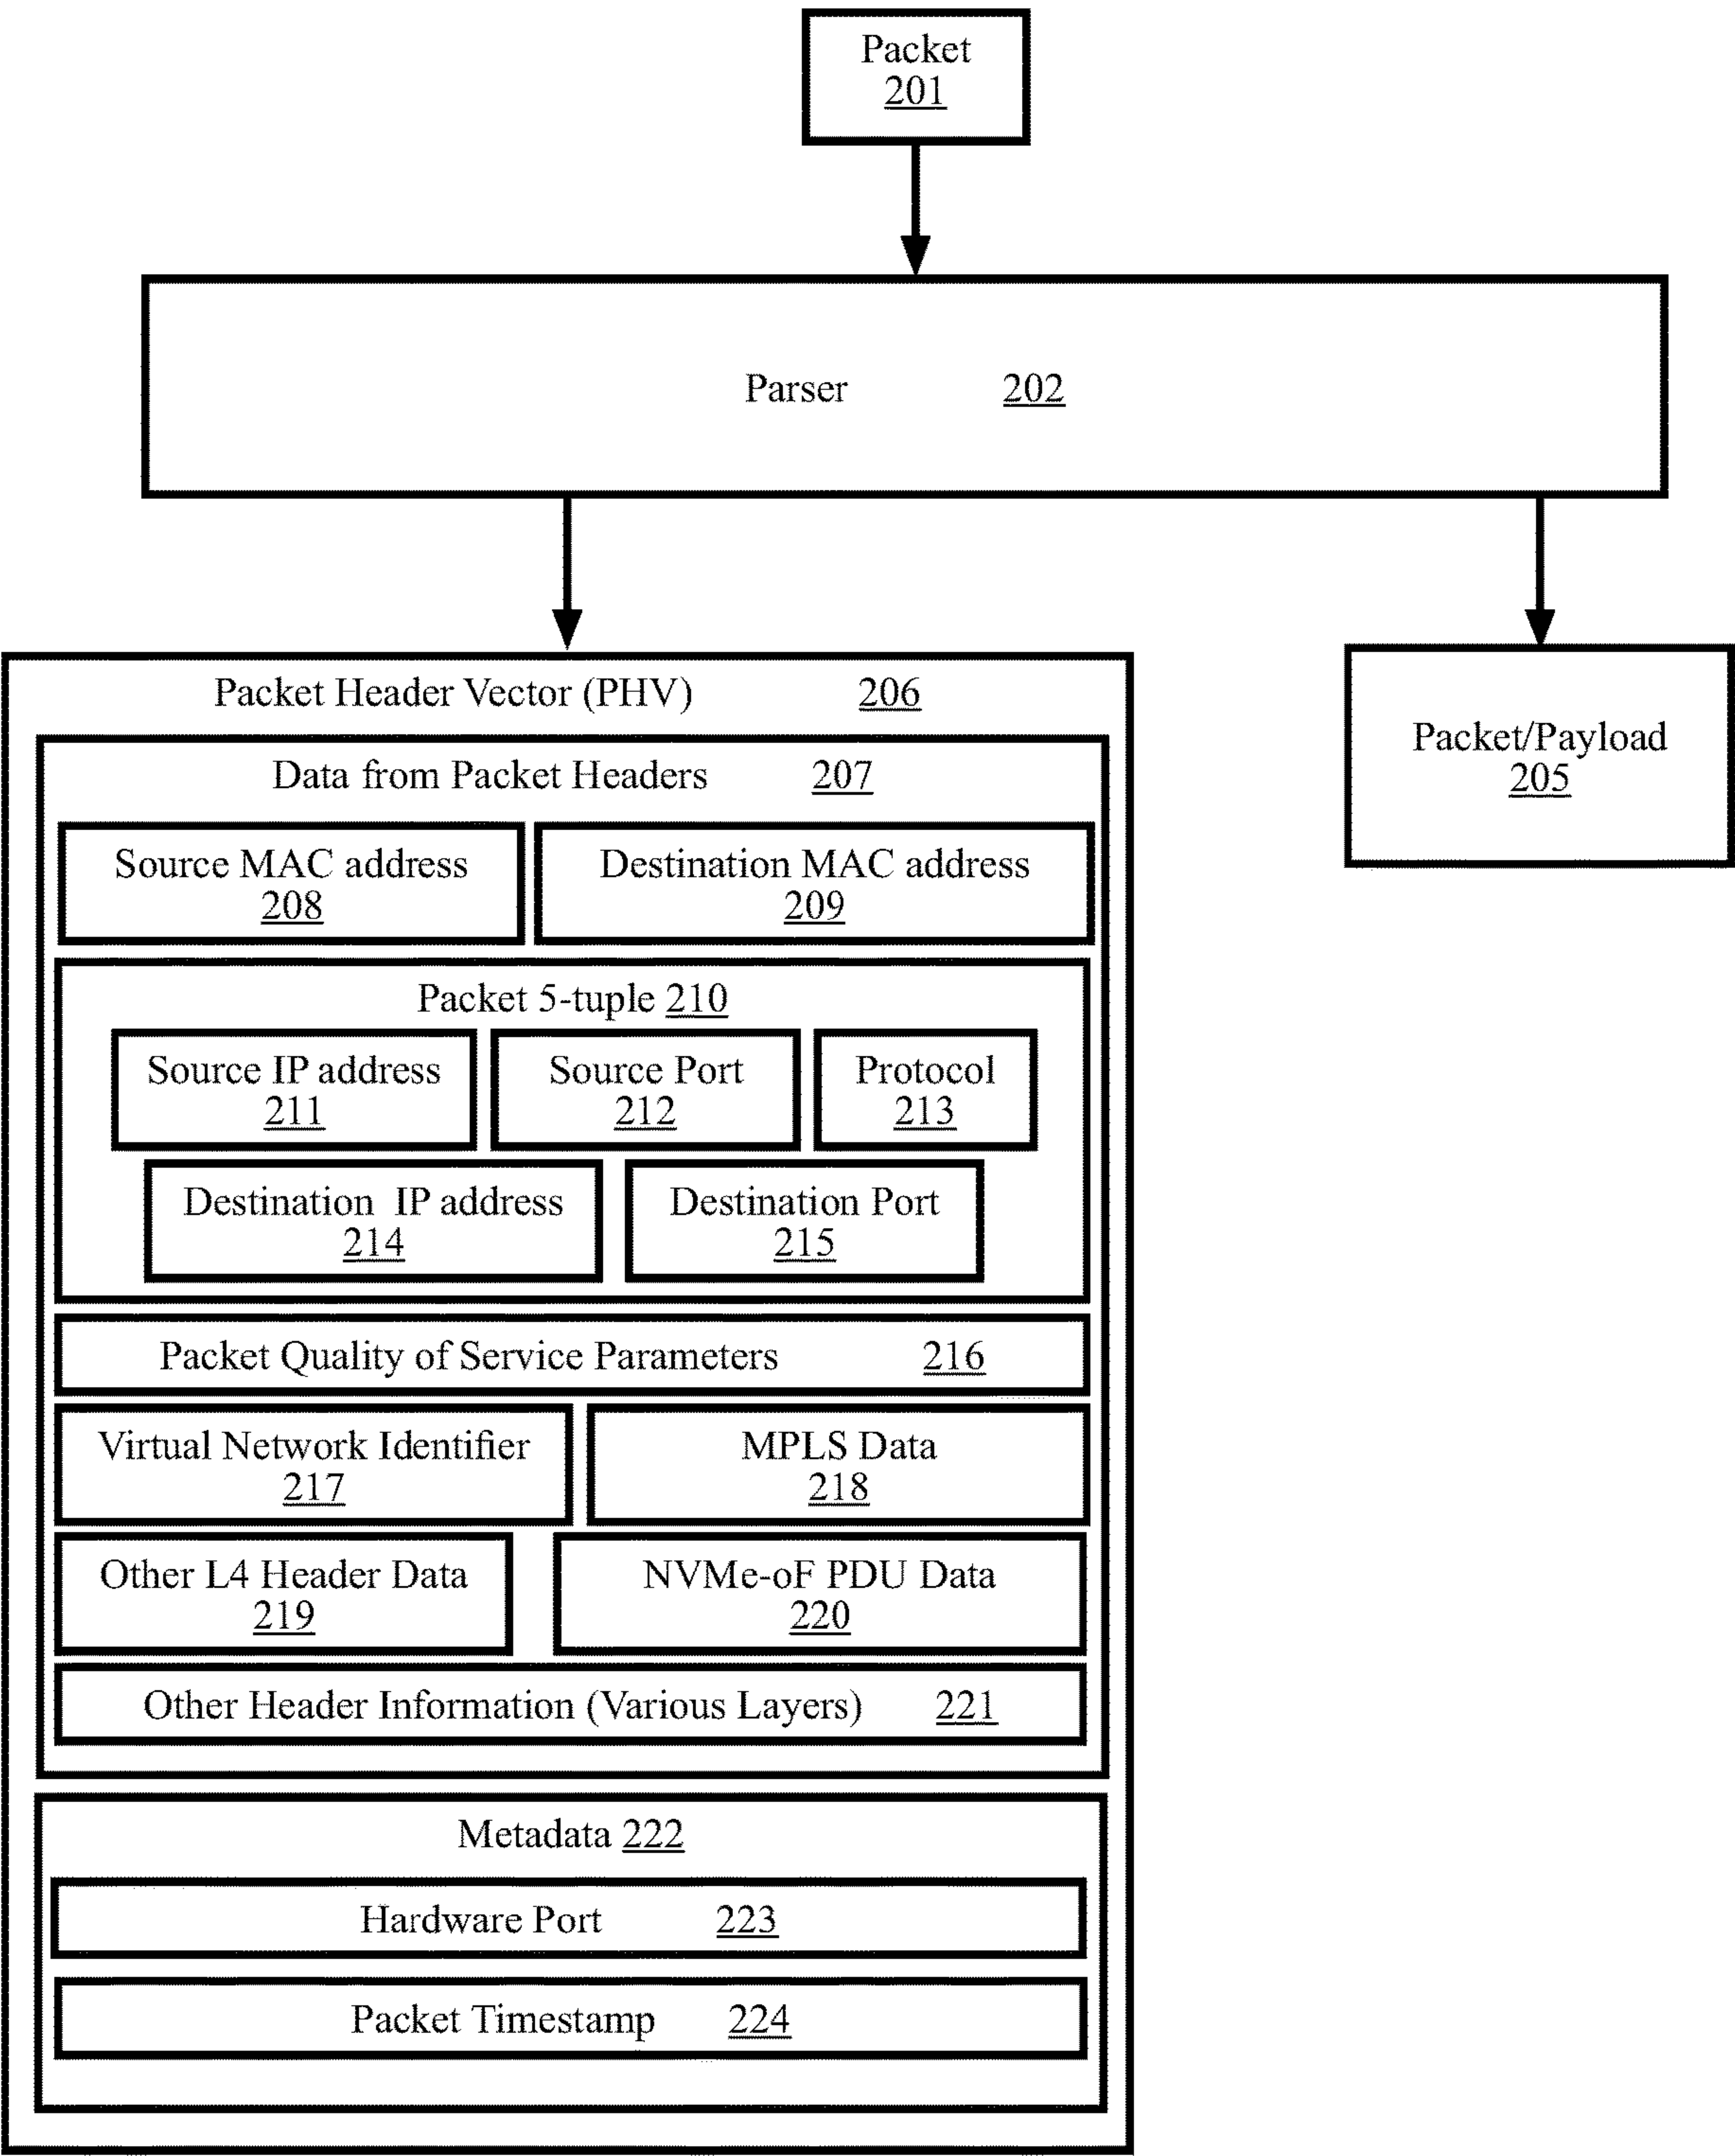 Packet
201
Parser 202
Packet Header Vector (PHV) 206
Data from Packet Headers 207
Source MAC address
208
Destination MAC address
209
Packet 5-tuple 210
Source IP address
211
Source Port
212
Protocol
213
Destination IP address
214
Destination Port
215
Packet Quality of Service Parameters 216
Virtual Network Identifier
217
MPLS Data
218
Other L4 Header Data
219
NVMe-oF PDU Data
220
Other Header Information (Various Layers) 221
Metadata 222
Hardware Port 223
Packet Timestamp 224
Packet/Payload
205